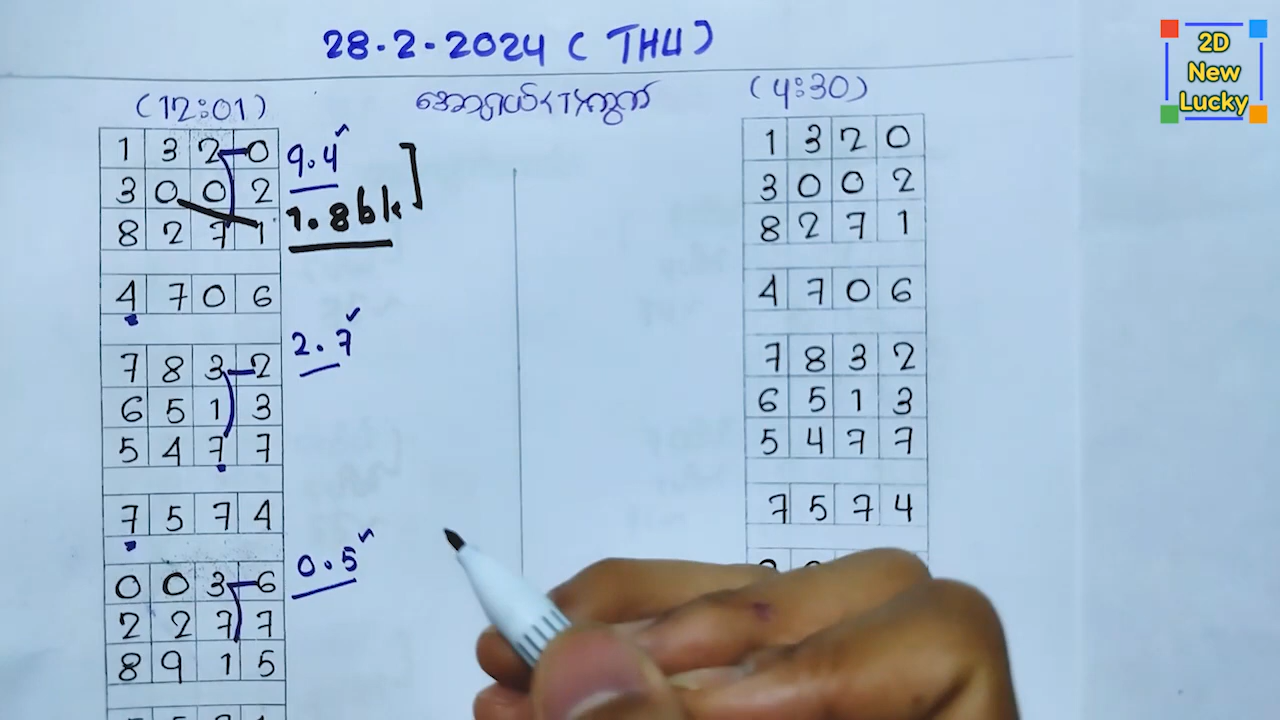 28.2.2024 (THU)
2D
New
Lucky
(12:01)
(4:30)
1 3 2 0
3 0 0 2
8 2 7 1
9.4 ✓
1.8 bk
4 7 0 6
2.7 ✓
7 8 3 2
6 5 1 3
5 4 7 7
7 5 7 4
0.5 ✓
0 0 3 6
2 2 7 7
8 9 1 5
1 3 2 0
3 0 0 2
8 2 7 1
4 7 0 6
7 8 3 2
6 5 1 3
5 4 7 7
7 5 7 4